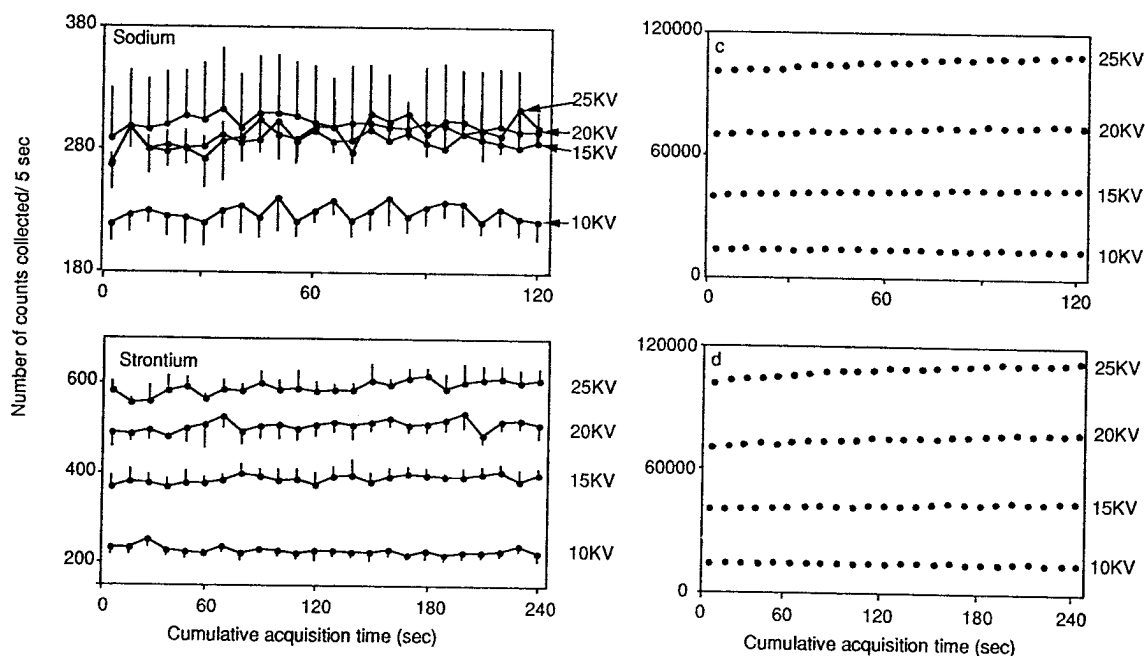 Number of counts collected/ 5 sec
380
280
180
Sodium
25KV
20KV
15KV
10KV
0
60
120
c
120000
60000
0
25KV
20KV
15KV
10KV
0
60
120
Strontium
600
400
200
25KV
20KV
15KV
10KV
0
60
120
180
240
Cumulative acquisition time (sec)
d
120000
60000
0
25KV
20KV
15KV
10KV
0
60
120
180
240
Cumulative acquisition time (sec)